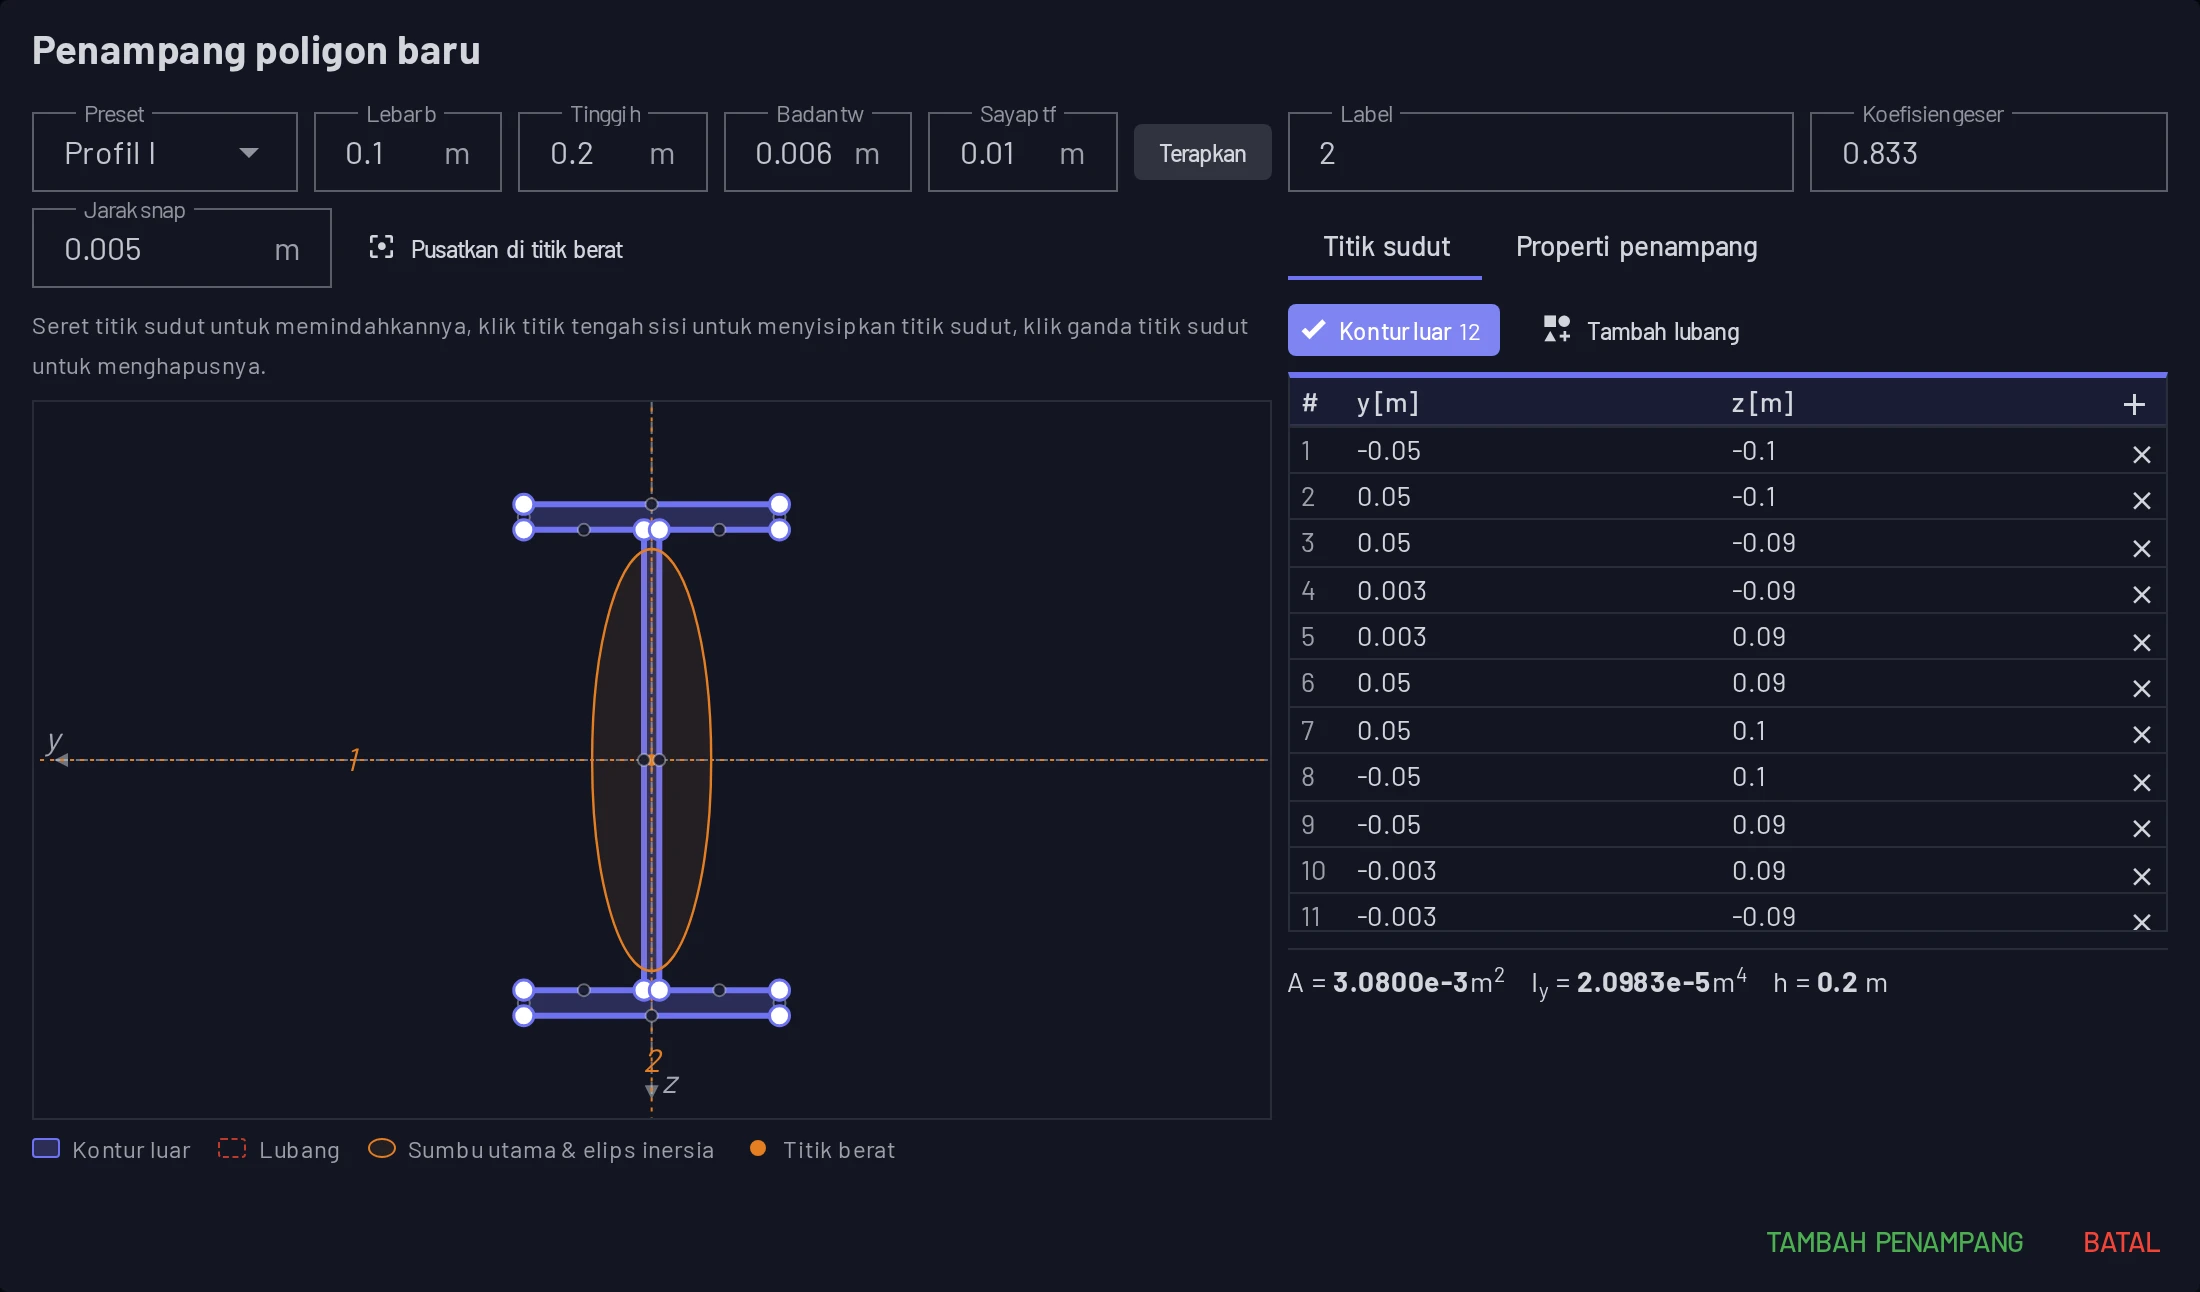 Penampang poligon baru
Preset
Profil I
Lebar b
0.1 m
Tinggi h
0.2 m
Badan tw
0.006 m
Sayap tf
0.01 m
Terapkan
Label
2
Koefisien geser
0.833
Jarak snap
0.005 m
Pusatkan di titik berat
Titik sudut
Properti penampang
Seret titik sudut untuk memindahkannya, klik titik tengah sisi untuk menyisipkan titik sudut, klik ganda titik sudut
untuk menghapusnya.
Kontur luar 12
Tambah lubang
# y [m] z [m]
1 -0.05 -0.1
2 0.05 -0.1
3 0.05 -0.09
4 0.003 -0.09
5 0.003 0.09
6 0.05 0.09
7 0.05 0.1
8 -0.05 0.1
9 -0.05 0.09
10 -0.003 0.09
11 -0.003 -0.09
y
1
2
z
A = 3.0800e-3 m² Iy = 2.0983e-5 m⁴ h = 0.2 m
Kontur luar
Lubang
Sumbu utama & elips inersia
Titik berat
TAMBAH PENAMPANG
BATAL